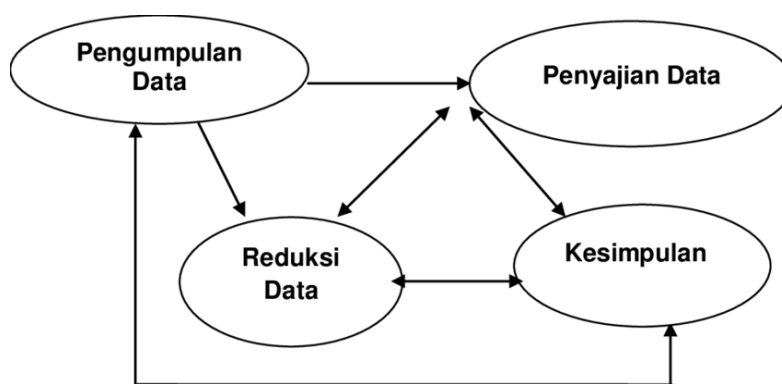 Pengumpulan
Data
Penyajian Data
Reduksi
Data
Kesimpulan